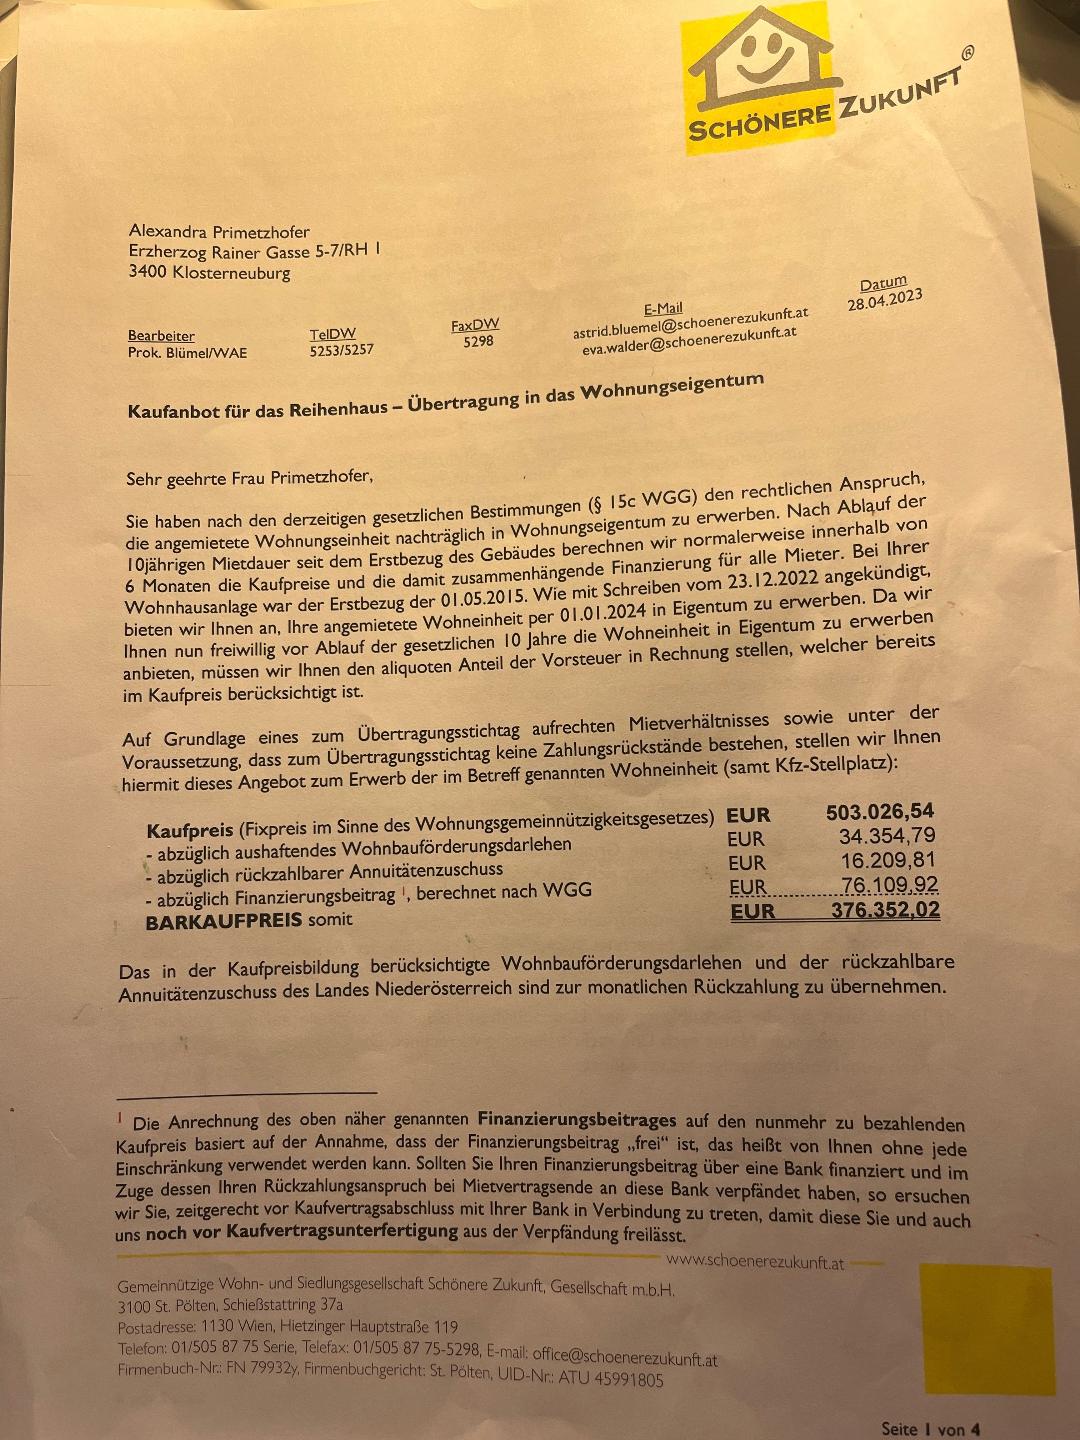 SCHÖNERE ZUKUNFT®
Alexandra Primetzhofer
Erzherzog Rainer Gasse 5-7/RH 1
3400 Klosterneuburg
Bearbeiter TelDW FaxDW E-Mail Datum
Prok. Blümel/WAE 5253/5257 5298 astrid.bluemel@schoenerezukunft.at 28.04.2023
eva.walder@schoenerezukunft.at
Kaufanbot für das Reihenhaus – Übertragung in das Wohnungseigentum
Sehr geehrte Frau Primetzhofer,
Sie haben nach den derzeitigen gesetzlichen Bestimmungen (§ 15c WGG) den rechtlichen Anspruch,
die angemietete Wohnungseinheit nachträglich in Wohnungseigentum zu erwerben. Nach Ablauf der
10jährigen Mietdauer seit dem Erstbezug des Gebäudes berechnen wir normalerweise innerhalb von
6 Monaten die Kaufpreise und die damit zusammenhängende Finanzierung für alle Mieter. Bei Ihrer
Wohnhausanlage war der Erstbezug der 01.05.2015. Wie mit Schreiben vom 23.12.2022 angekündigt,
bieten wir Ihnen an, Ihre angemietete Wohneinheit per 01.01.2024 in Eigentum zu erwerben. Da wir
Ihnen nun freiwillig vor Ablauf der gesetzlichen 10 Jahre die Wohneinheit in Eigentum zu erwerben
anbieten, müssen wir Ihnen den aliquoten Anteil der Vorsteuer in Rechnung stellen, welcher bereits
im Kaufpreis berücksichtigt ist.
Auf Grundlage eines zum Übertragungsstichtag aufrechten Mietverhältnisses sowie unter der
Voraussetzung, dass zum Übertragungsstichtag keine Zahlungsrückstände bestehen, stellen wir Ihnen
hiermit dieses Angebot zum Erwerb der im Betreff genannten Wohneinheit (samt Kfz-Stellplatz):
Kaufpreis (Fixpreis im Sinne des Wohnungsgemeinnützigkeitsgesetzes) EUR 503.026,54
- abzüglich aushaftendes Wohnbauförderungsdarlehen EUR 34.354,79
- abzüglich rückzahlbarer Annuitätenzuschuss EUR 16.209,81
- abzüglich Finanzierungsbeitrag 1, berechnet nach WGG EUR 76.109,92
BARKAUFPREIS somit EUR 376.352,02
Das in der Kaufpreisbildung berücksichtigte Wohnbauförderungsdarlehen und der rückzahlbare
Annuitätenzuschuss des Landes Niederösterreich sind zur monatlichen Rückzahlung zu übernehmen.
1 Die Anrechnung des oben näher genannten Finanzierungsbeitrages auf den nunmehr zu bezahlenden
Kaufpreis basiert auf der Annahme, dass der Finanzierungsbeitrag „frei“ ist, das heißt von Ihnen ohne jede
Einschränkung verwendet werden kann. Sollten Sie Ihren Finanzierungsbeitrag über eine Bank finanziert und im
Zuge dessen Ihren Rückzahlungsanspruch bei Mietvertragsende an diese Bank verpfändet haben, so ersuchen
wir Sie, zeitgerecht vor Kaufvertragsabschluss mit Ihrer Bank in Verbindung zu treten, damit diese Sie und auch
uns noch vor Kaufvertragsunterfertigung aus der Verpfändung freilässt.
www.schoenerezukunft.at
Gemeinnützige Wohn- und Siedlungsgesellschaft Schönere Zukunft, Gesellschaft m.b.H.
3100 St. Pölten, Schießstattring 37a
Postadresse: 1130 Wien, Hietzinger Hauptstraße 119
Telefon: 01/505 87 75 Serie, Telefax: 01/505 87 75-5298, E-mail: office@schoenerezukunft.at
Firmenbuch-Nr.: FN 79932y, Firmenbuchgericht: St. Pölten, UID-Nr.: ATU 45991805
Seite 1 von 4